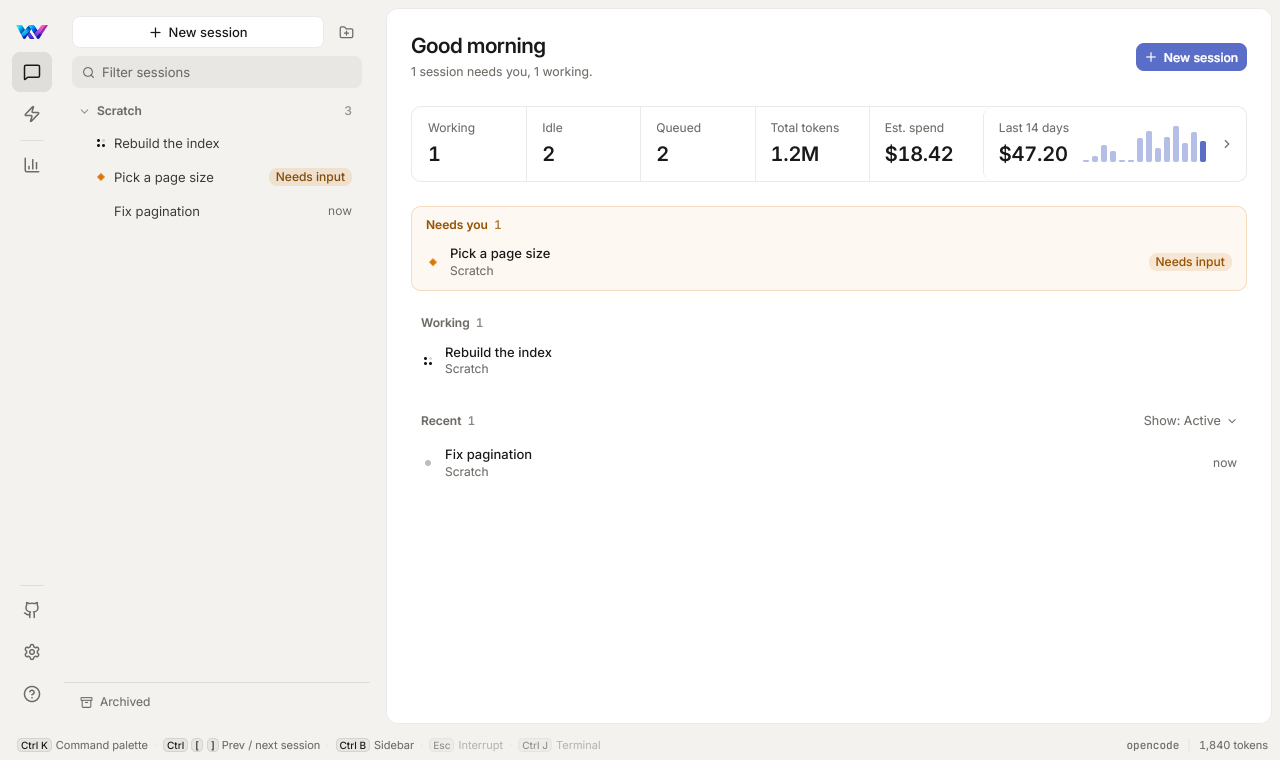 New session
Filter sessions
Scratch 3
Rebuild the index
Pick a page size Needs input
Fix pagination now
Archived
Good morning
1 session needs you, 1 working.
New session
Working
1
Idle
2
Queued
2
Total tokens
1.2M
Est. spend
$18.42
Last 14 days
$47.20
Needs you 1
Pick a page size
Scratch
Needs input
Working 1
Rebuild the index
Scratch
Recent 1
Show: Active
Fix pagination
Scratch
now
Ctrl K Command palette · Ctrl [ ] Prev / next session · Ctrl B Sidebar · Esc Interrupt · Ctrl J Terminal
opencode 1,840 tokens